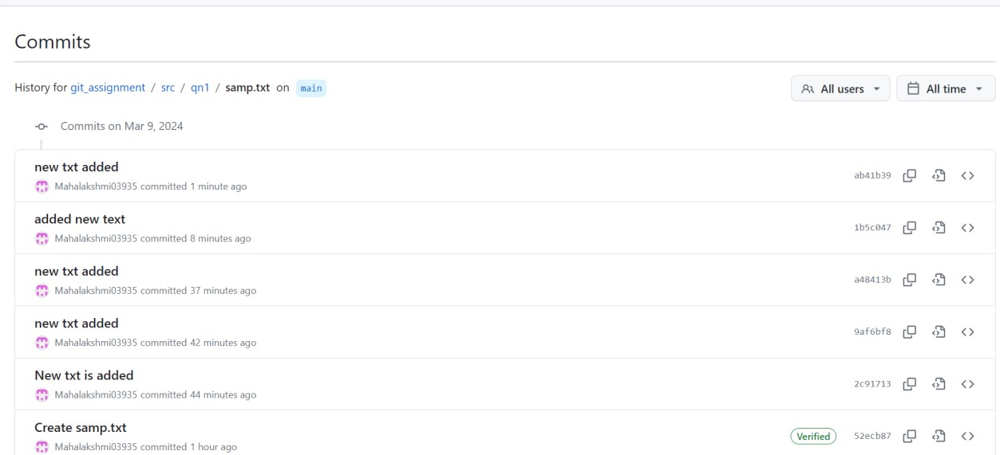 Commits
History for git_assignment / src / qn1 / samp.txt on main
All users
All time
Commits on Mar 9, 2024
new txt added
Mahalakshmi03935 committed 1 minute ago
ab41b39
added new text
Mahalakshmi03935 committed 8 minutes ago
1b5c047
new txt added
Mahalakshmi03935 committed 37 minutes ago
a48413b
new txt added
Mahalakshmi03935 committed 42 minutes ago
9af6bf8
New txt is added
Mahalakshmi03935 committed 44 minutes ago
2c91713
Create samp.txt
Mahalakshmi03935 committed 1 hour ago
Verified
52ecb87